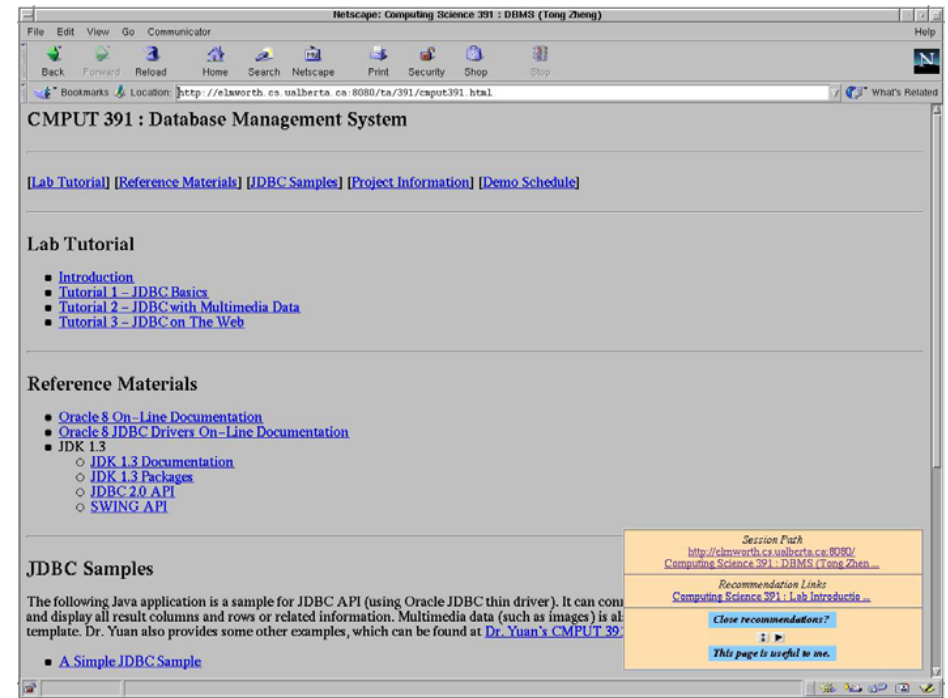 Netscape: Computing Science 391 : DBMS (Tong Zheng)
File Edit View Go Communicator Help
Back Forward Reload Home Search Netscape Print Security Shop Stop
N
Bookmarks Location: http://elmworth.cs.ualberta.ca:8080/ta/391/cmput391.html What's Related
CMPUT 391 : Database Management System
[Lab Tutorial] [Reference Materials] [JDBC Samples] [Project Information] [Demo Schedule]
Lab Tutorial
Introduction
Tutorial 1 – JDBC Basics
Tutorial 2 – JDBC with Multimedia Data
Tutorial 3 – JDBC on The Web
Reference Materials
Oracle 8 On–Line Documentation
Oracle 8 JDBC Drivers On–Line Documentation
JDK 1.3
JDK 1.3 Documentation
JDK 1.3 Packages
JDBC 2.0 API
SWING API
JDBC Samples
The following Java application is a sample for JDBC API (using Oracle JDBC thin driver). It can con
and display all result columns and rows or related information. Multimedia data (such as images) is al
template. Dr. Yuan also provides some other examples, which can be found at Dr. Yuan's CMPUT 39
A Simple JDBC Sample
Session Path
http://elmworth.cs.ualberta.ca:8080/
Computing Science 391 : DBMS (Tong Zhen ...
Recommendation Links
Computing Science 391 : Lab Introductio ...
Close recommendations?
This page is useful to me.